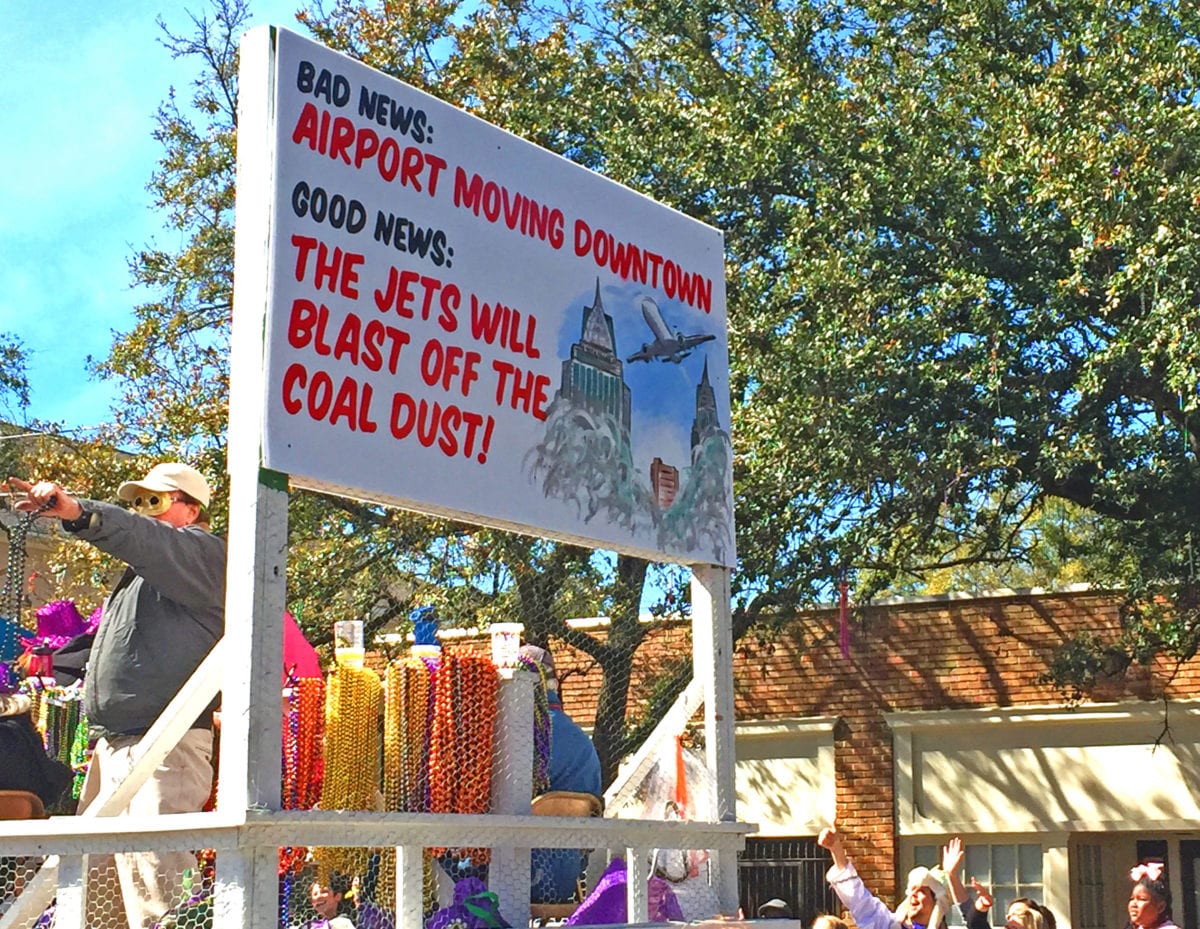 BAD NEWS:
AIRPORT MOVING DOWNTOWN
GOOD NEWS:
THE JETS WILL
BLAST OFF THE
COAL DUST!